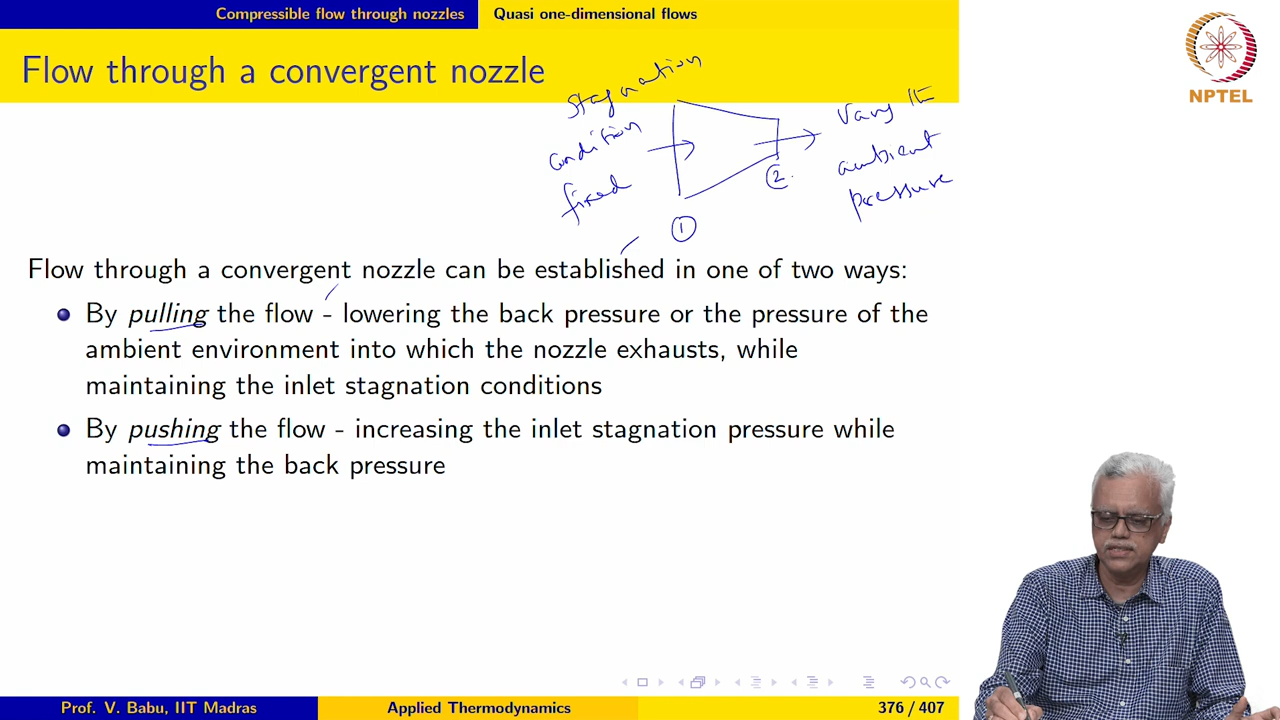 Compressible flow through nozzles Quasi one-dimensional flows
Flow through a convergent nozzle
NPTEL
Stagnation
condition
fixed
Vary the
ambient
pressure
①
②
Flow through a convergent nozzle can be established in one of two ways:
By pulling the flow - lowering the back pressure or the pressure of the
ambient environment into which the nozzle exhausts, while
maintaining the inlet stagnation conditions
By pushing the flow - increasing the inlet stagnation pressure while
maintaining the back pressure
Prof. V. Babu, IIT Madras Applied Thermodynamics 376 / 407